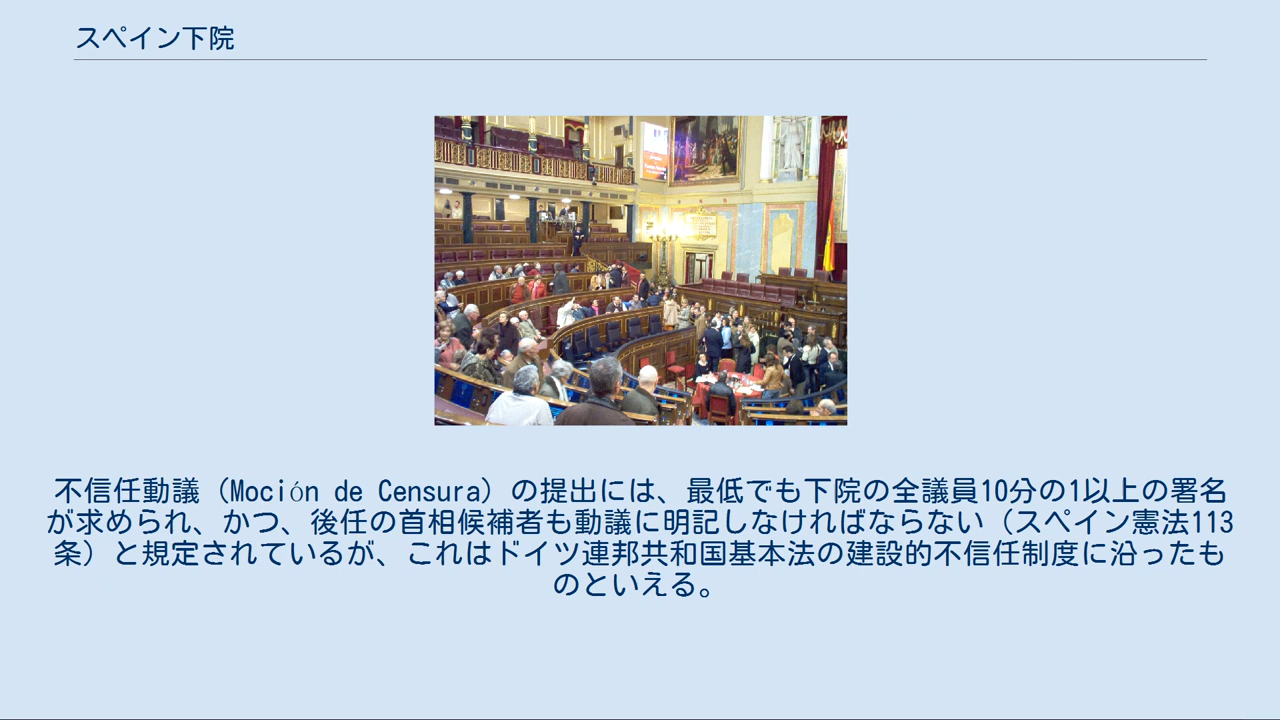 スペイン下院
不信任動議（Moción de Censura）の提出には、最低でも下院の全議員10分の1以上の署名
が求められ、かつ、後任の首相候補者も動議に明記しなければならない（スペイン憲法113
条）と規定されているが、これはドイツ連邦共和国基本法の建設的不信任制度に沿ったも
のといえる。